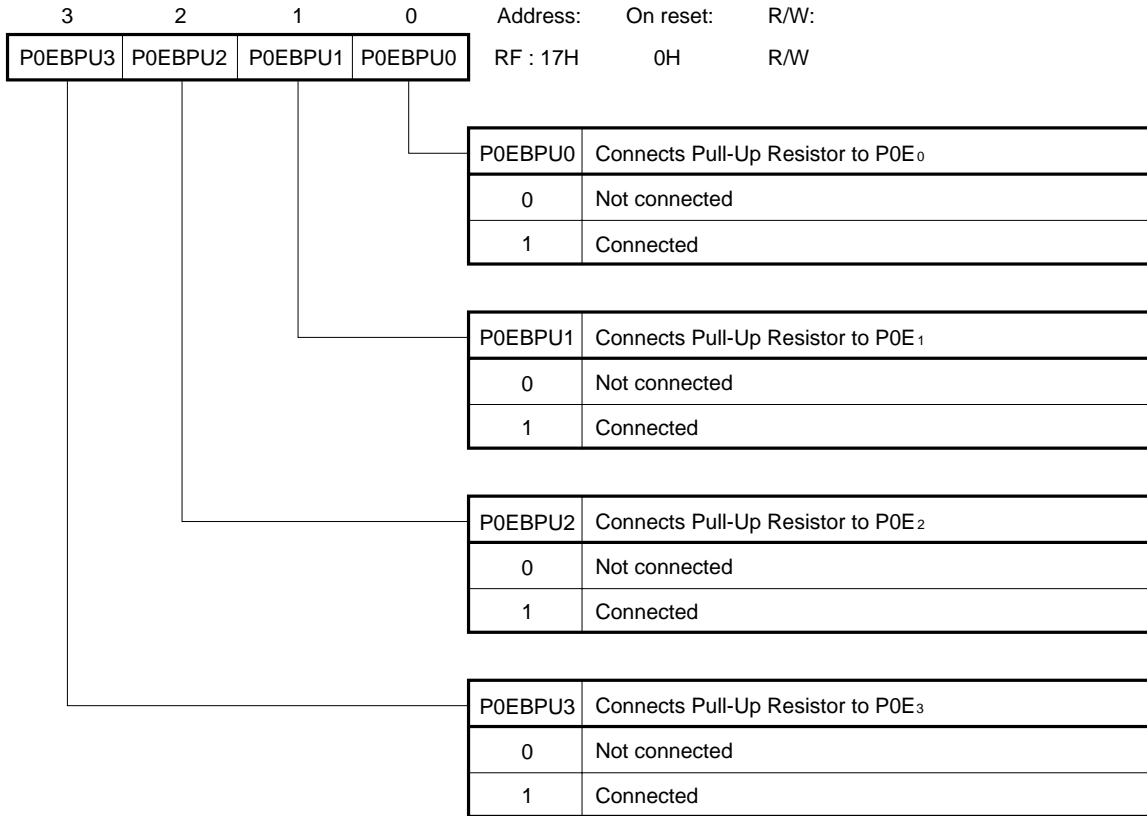 3 2 1 0 Address: On reset: R/W:
P0EBPU3 P0EBPU2 P0EBPU1 P0EBPU0 RF : 17H 0H R/W
P0EBPU0 Connects Pull-Up Resistor to P0E₀
0 Not connected
1 Connected
P0EBPU1 Connects Pull-Up Resistor to P0E₁
0 Not connected
1 Connected
P0EBPU2 Connects Pull-Up Resistor to P0E₂
0 Not connected
1 Connected
P0EBPU3 Connects Pull-Up Resistor to P0E₃
0 Not connected
1 Connected